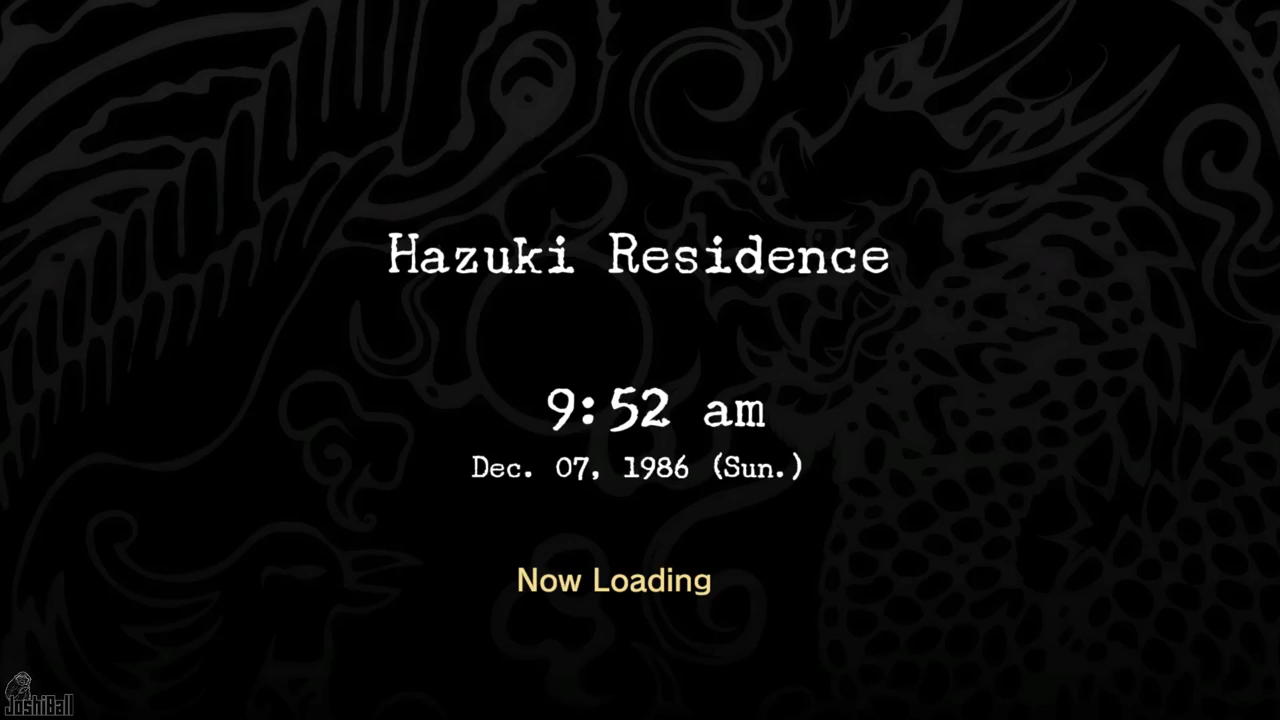 Hazuki Residence
9:52 am
Dec. 07, 1986 (Sun.)
Now Loading
JoshiBall